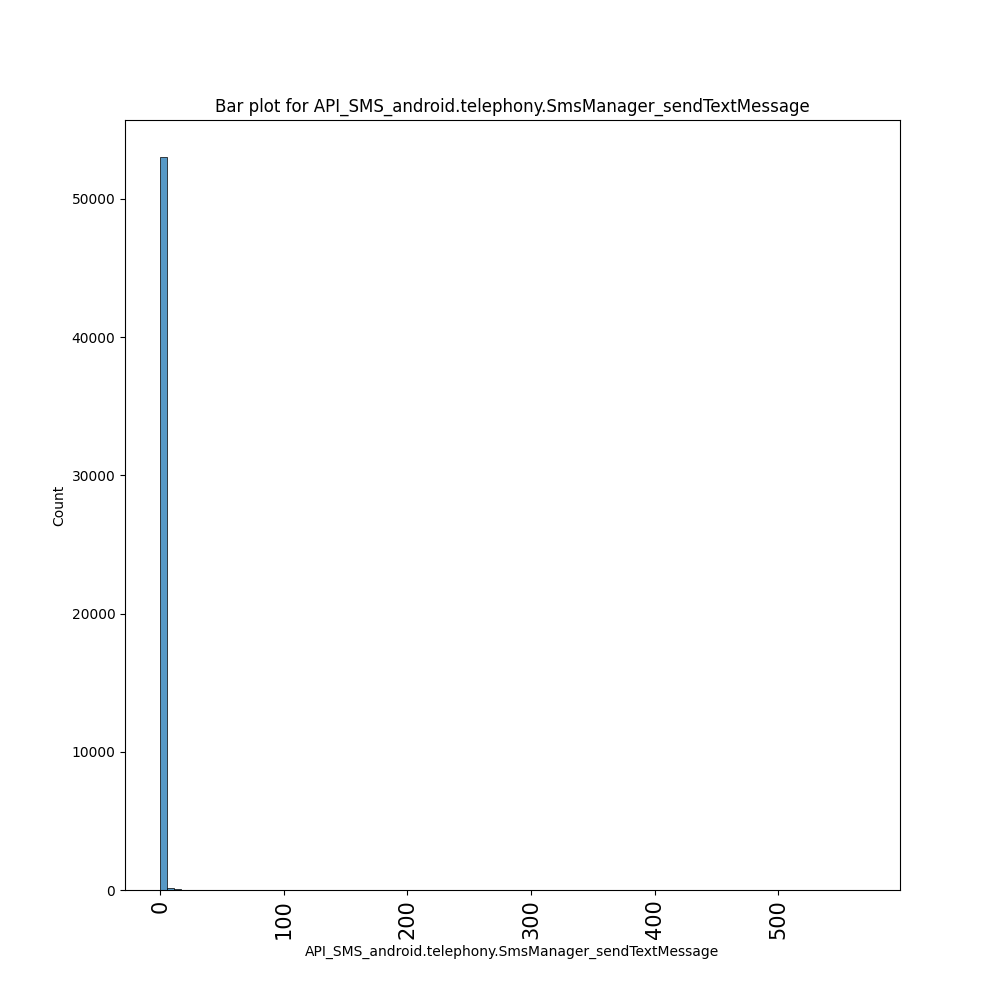 Bar plot for API_SMS_android.telephony.SmsManager_sendTextMessage
50000
40000
30000
20000
10000
0
Count
0 100 200 300 400 500
API_SMS_android.telephony.SmsManager_sendTextMessage